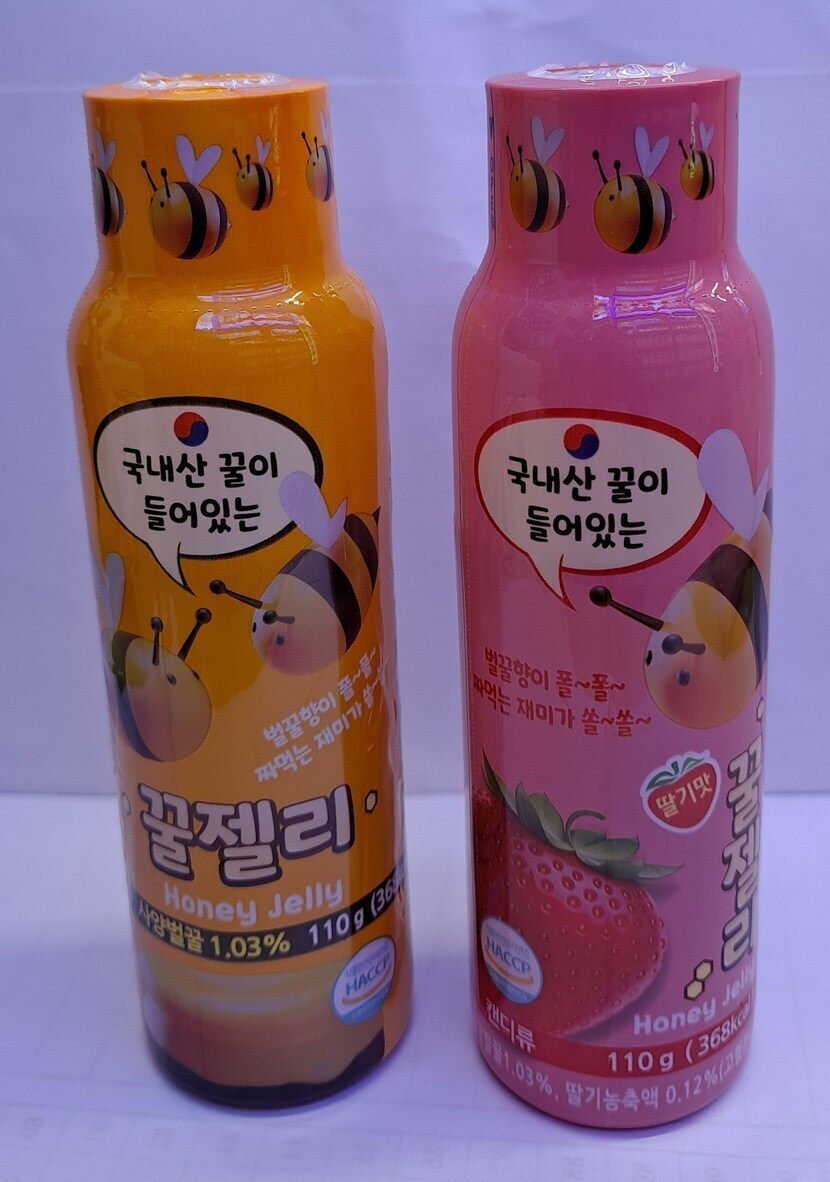 국내산 꿀이
들어있는
벌꿀향이 폴~폴~
짜먹는 재미가
꿀젤리
Honey Jelly
사양벌꿀 1.03% 110g
HACCP
국내산 꿀이
들어있는
벌꿀향이 폴~폴~
짜먹는 재미가 쏠~쏠~
딸기맛
꿀젤리
Honey Jelly
HACCP
캔디류
110g (368kcal
1.03%, 딸기농축액 0.12%